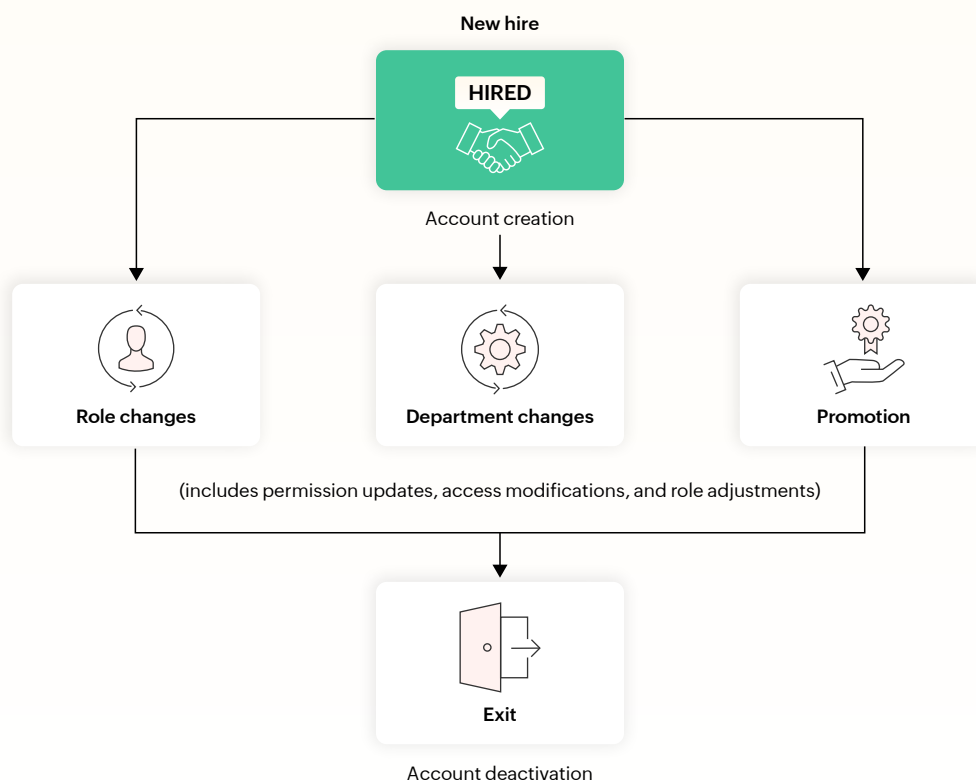 New hire
HIRED
Account creation
Role changes
Department changes
Promotion
(includes permission updates, access modifications, and role adjustments)
Exit
Account deactivation